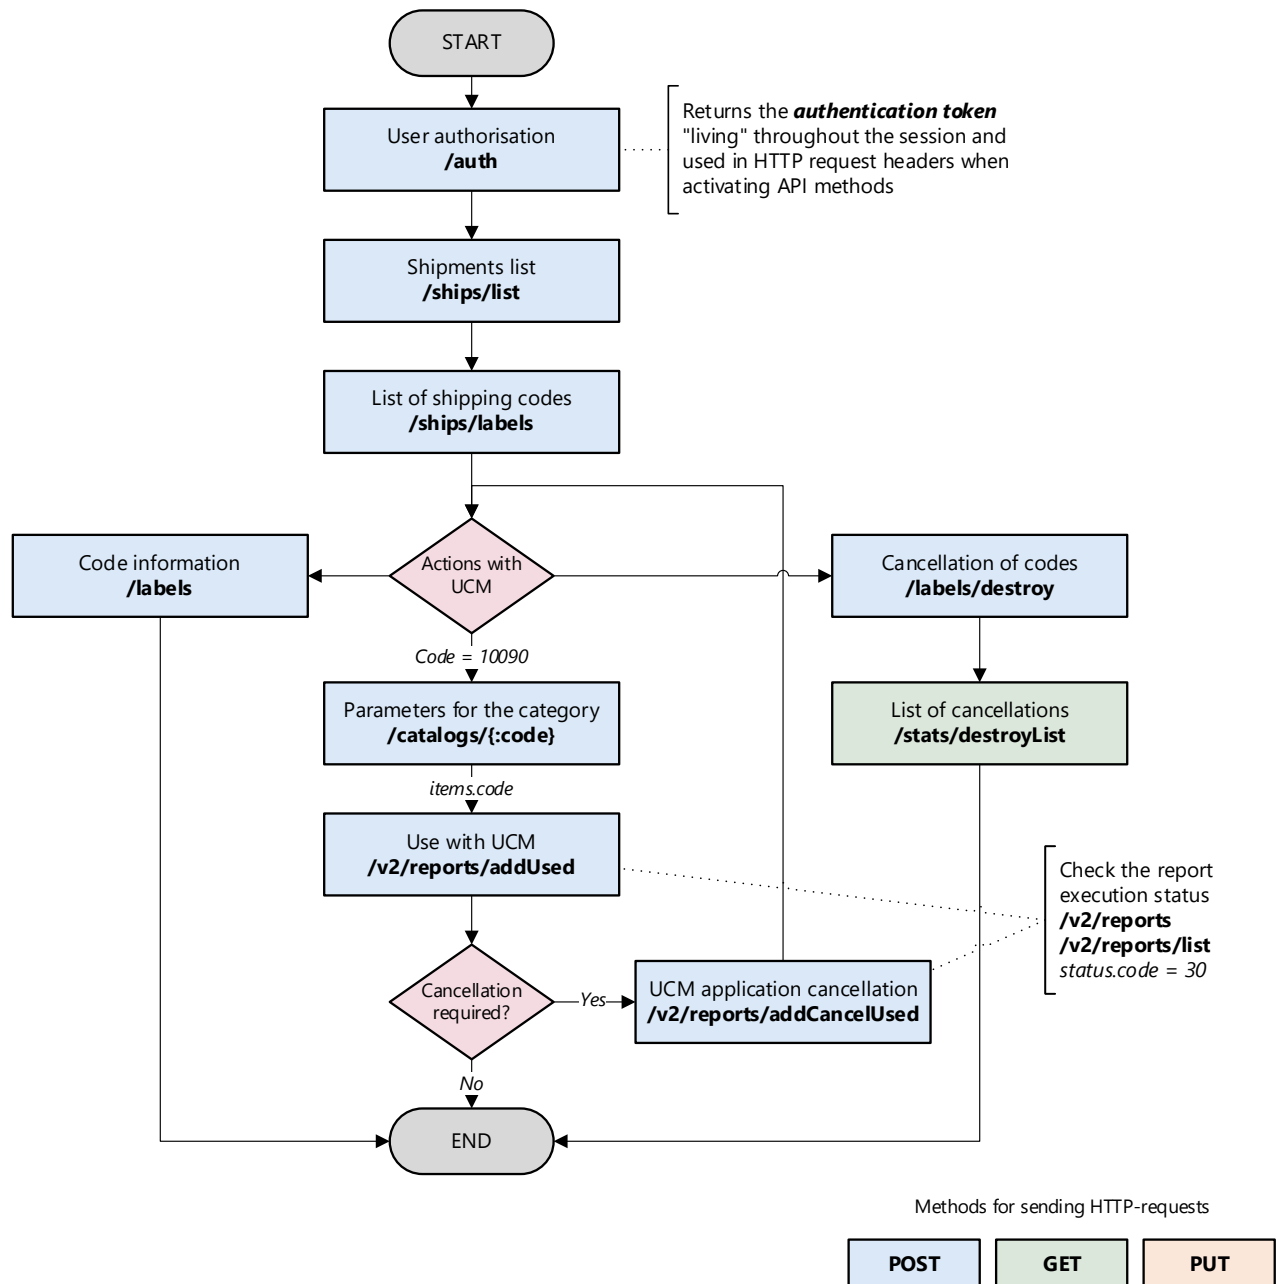 START
User authorisation
/auth
Returns the authentication token
"living" throughout the session and
used in HTTP request headers when
activating API methods
Shipments list
/ships/list
List of shipping codes
/ships/labels
Code information
/labels
Actions with
UCM
Cancellation of codes
/labels/destroy
Code = 10090
Parameters for the category
/catalogs/{:code}
List of cancellations
/stats/destroyList
items.code
Use with UCM
/v2/reports/addUsed
Check the report
execution status
/v2/reports
/v2/reports/list
status.code = 30
Cancellation
required?
Yes
UCM application cancellation
/v2/reports/addCancelUsed
No
END
Methods for sending HTTP-requests
POST
GET
PUT